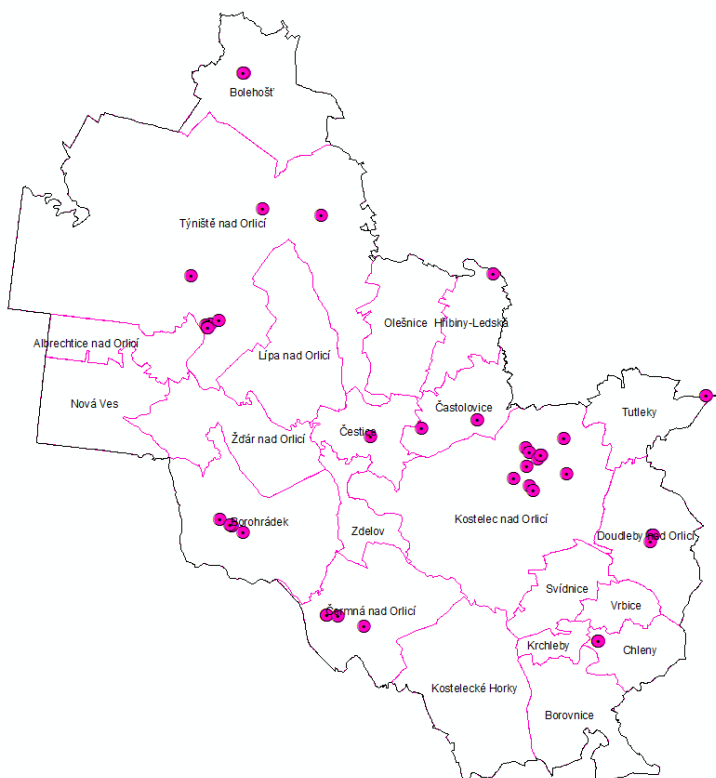 Bolehošť
Týniště nad Orlicí
Olešnice
Hřibiny-Ledská
Albrechtice nad Orlicí
Lípa nad Orlicí
Nová Ves
Častolovice
Tutleky
Žďár nad Orlicí
Čestice
Kostelec nad Orlicí
Borohrádek
Zdelov
Doudleby nad Orlicí
Svídnice
Vrbice
Čermná nad Orlicí
Krchleby
Chleny
Kostelecké Horky
Borovnice